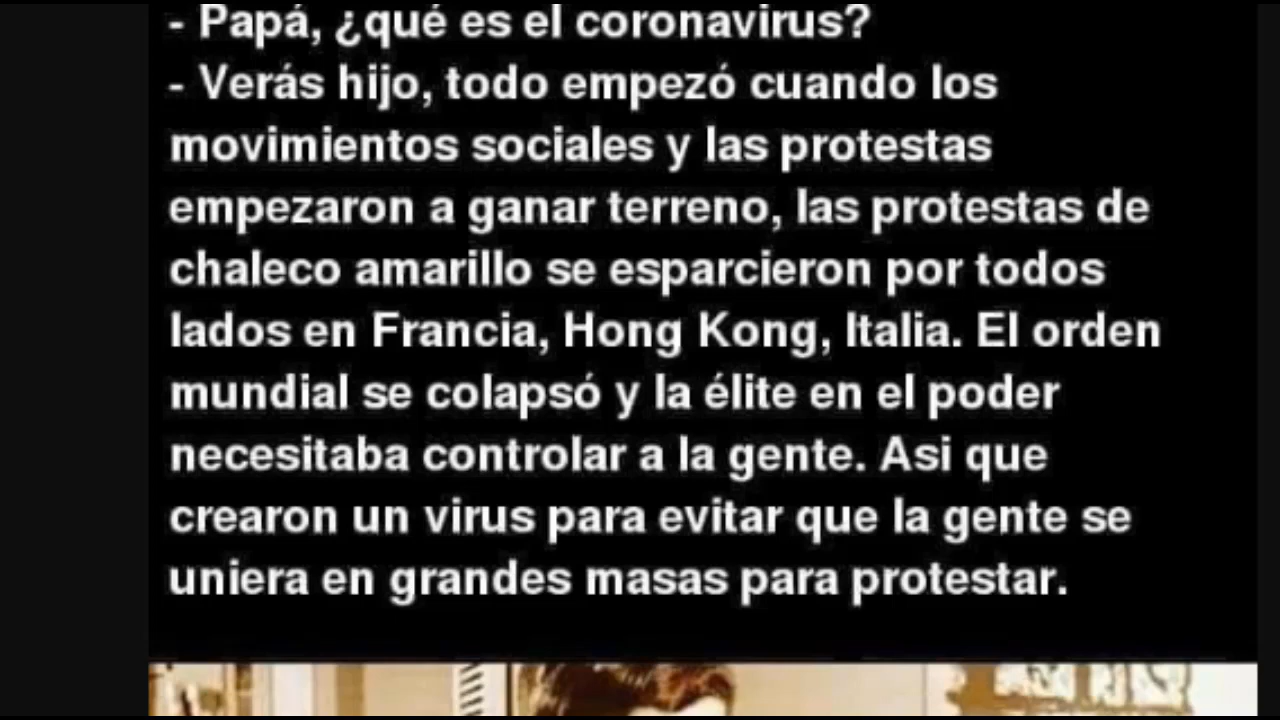 - Papá, ¿qué es el coronavirus?
- Verás hijo, todo empezó cuando los
movimientos sociales y las protestas
empezaron a ganar terreno, las protestas de
chaleco amarillo se esparcieron por todos
lados en Francia, Hong Kong, Italia. El orden
mundial se colapsó y la élite en el poder
necesitaba controlar a la gente. Asi que
crearon un virus para evitar que la gente se
uniera en grandes masas para protestar.